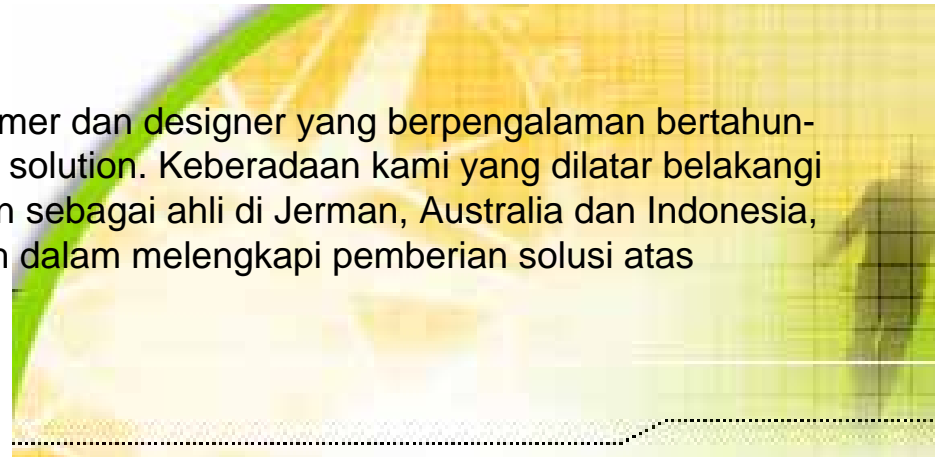 mer dan designer yang berpengalaman bertahun-
solution. Keberadaan kami yang dilatar belakangi
n sebagai ahli di Jerman, Australia dan Indonesia,
dalam melengkapi pemberian solusi atas